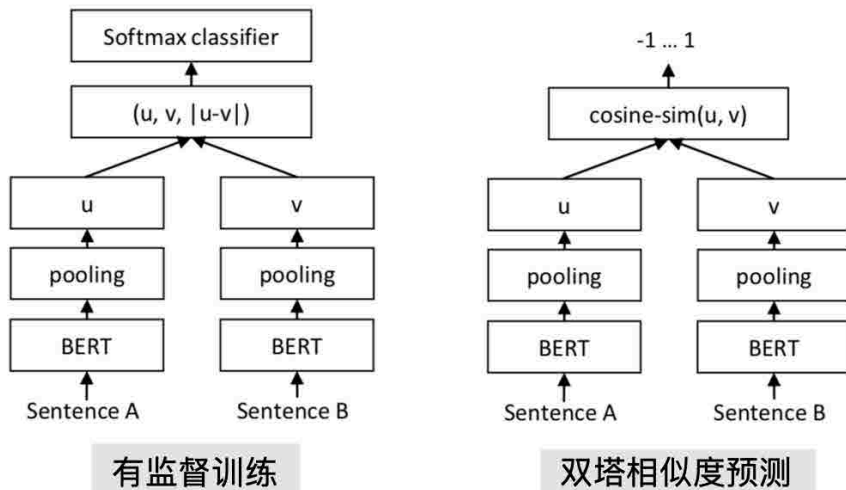 Softmax classifier
(u, v, |u-v|)
u
v
pooling
pooling
BERT
BERT
Sentence A
Sentence B
有监督训练
-1 ... 1
cosine-sim(u, v)
u
v
pooling
pooling
BERT
BERT
Sentence A
Sentence B
双塔相似度预测